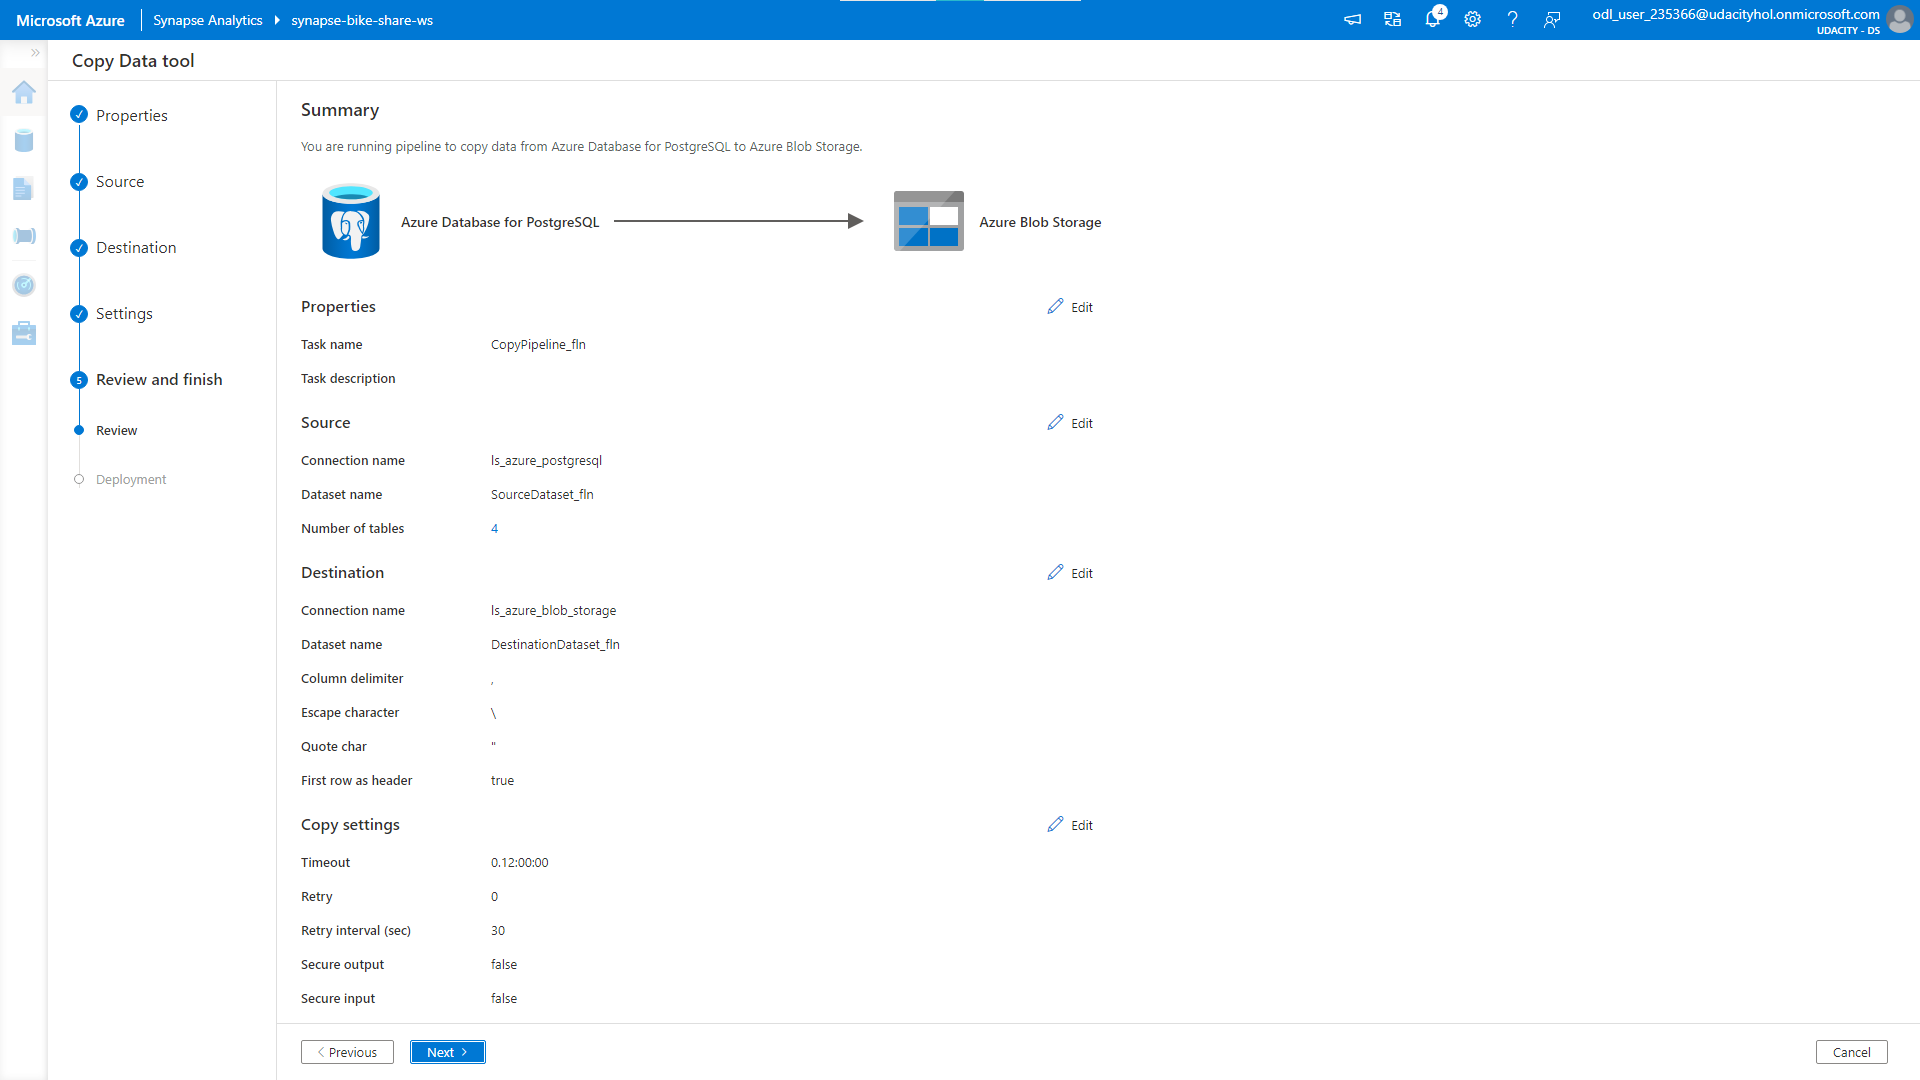 Microsoft Azure Synapse Analytics synapse-bike-share-ws 4 odl_user_235366@udacityhol.onmicrosoft.com
UDACITY - DS
Copy Data tool
Properties
Source
Destination
Settings
5 Review and finish
Review
Deployment
Summary
You are running pipeline to copy data from Azure Database for PostgreSQL to Azure Blob Storage.
Azure Database for PostgreSQL Azure Blob Storage
Properties Edit
Task name CopyPipeline_fln
Task description
Source Edit
Connection name ls_azure_postgresql
Dataset name SourceDataset_fln
Number of tables 4
Destination Edit
Connection name ls_azure_blob_storage
Dataset name DestinationDataset_fln
Column delimiter ,
Escape character \
Quote char "
First row as header true
Copy settings Edit
Timeout 0.12:00:00
Retry 0
Retry interval (sec) 30
Secure output false
Secure input false
Previous Next Cancel